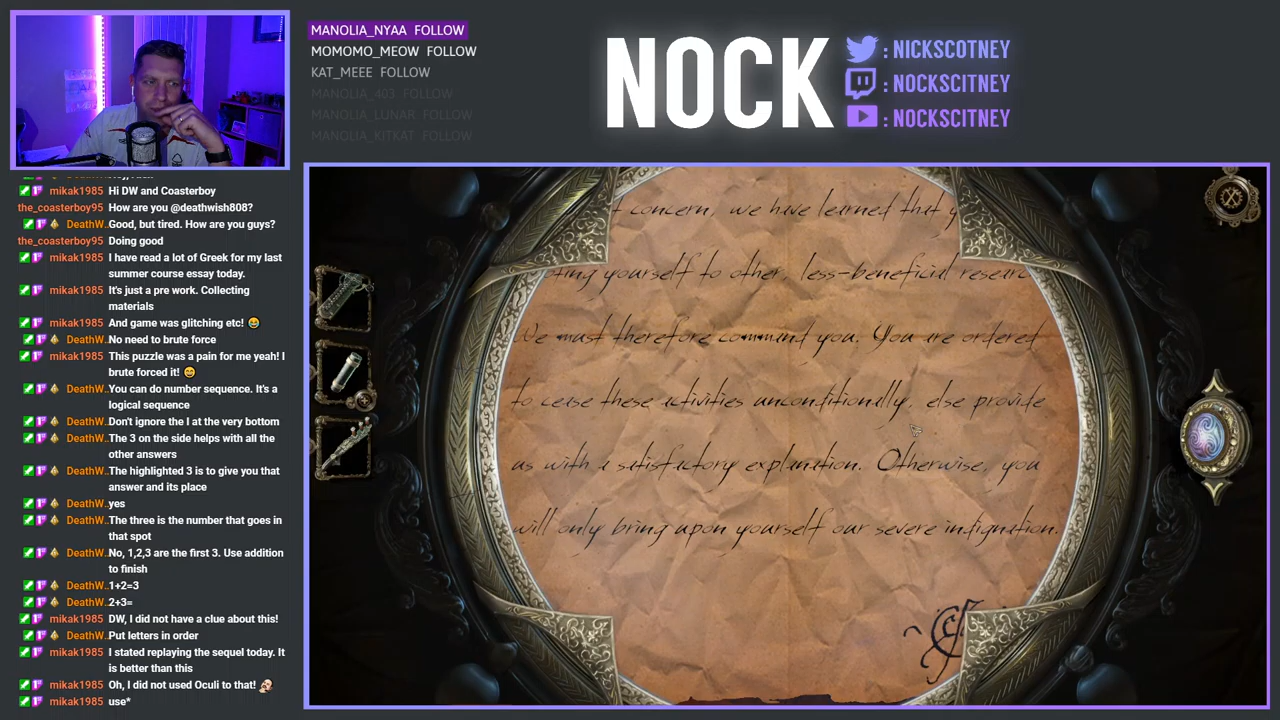 MANOLIA_NYAA FOLLOW
MOMOMO_MEOW FOLLOW
KAT_MEEE FOLLOW
MANOLIA_403 FOLLOW
MANOLIA_LUNAR FOLLOW
MANOLIA_KITKAT FOLLOW
NOCK
: NICKSCOTNEY
: NOCKSCITNEY
: NOCKSCITNEY
mikak1985 Hi DW and Coasterboy
the_coasterboy95 How are you @deathwish808?
DeathW.. Good, but tired. How are you guys?
the_coasterboy95 Doing good
mikak1985 I have read a lot of Greek for my last
summer course essay today.
mikak1985 It's just a pre work. Collecting
materials
mikak1985 And game was glitching etc! 😂
DeathW.. No need to brute force
mikak1985 This puzzle was a pain for me yeah! I
brute forced it! 😄
DeathW.. You can do number sequence. It's a
logical sequence
DeathW.. Don't ignore the I at the very bottom
DeathW.. The 3 on the side helps with all the
other answers
DeathW.. The highlighted 3 is to give you that
answer and its place
DeathW.. yes
DeathW.. The three is the number that goes in
that spot
DeathW.. No, 1,2,3 are the first 3. Use addition
to finish
DeathW.. 1+2=3
DeathW.. 2+3=
mikak1985 DW, I did not have a clue about this!
DeathW.. Put letters in order
mikak1985 I stated replaying the sequel today. It
is better than this
mikak1985 Oh, I did not used Oculi to that!
mikak1985 use*
concern, we have learned that
yourself to other, less-beneficial
We must therefore command you. You are ordered
to cease these activities unconditionally, else provide
us with a satisfactory explanation. Otherwise, you
will only bring upon yourself our severe indignation.